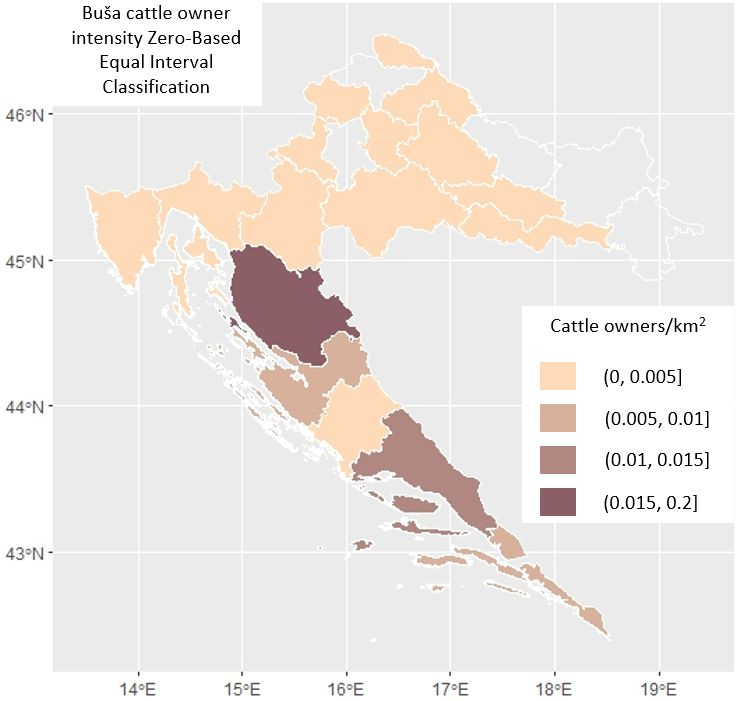 Buša cattle owner
intensity Zero-Based
Equal Interval
Classification
46°N
45°N
44°N
43°N
Cattle owners/km²
(0, 0.005]
(0.005, 0.01]
(0.01, 0.015]
(0.015, 0.2]
14°E 15°E 16°E 17°E 18°E 19°E